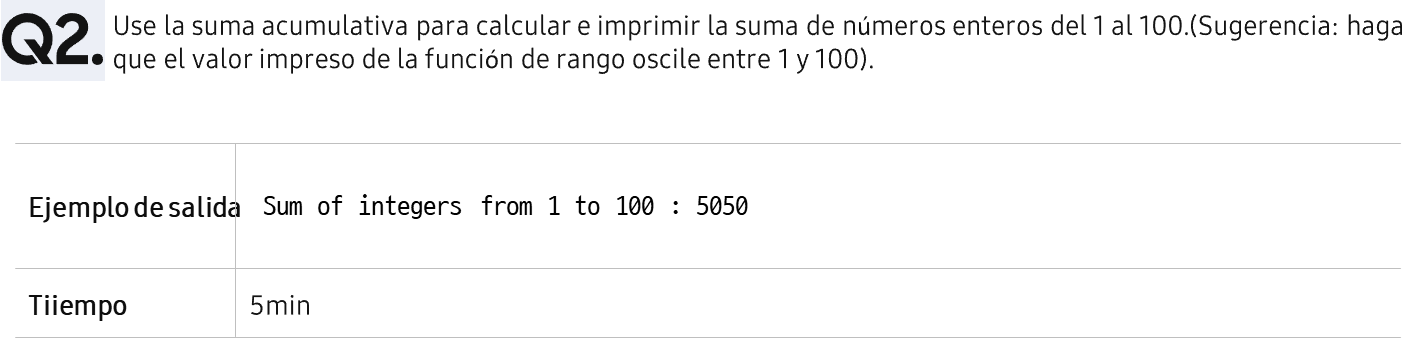 Q2. Use la suma acumulativa para calcular e imprimir la suma de números enteros del 1 al 100.(Sugerencia: haga
que el valor impreso de la función de rango oscile entre 1 y 100).
Ejemplo de salida Sum of integers from 1 to 100 : 5050
Tiiempo 5min